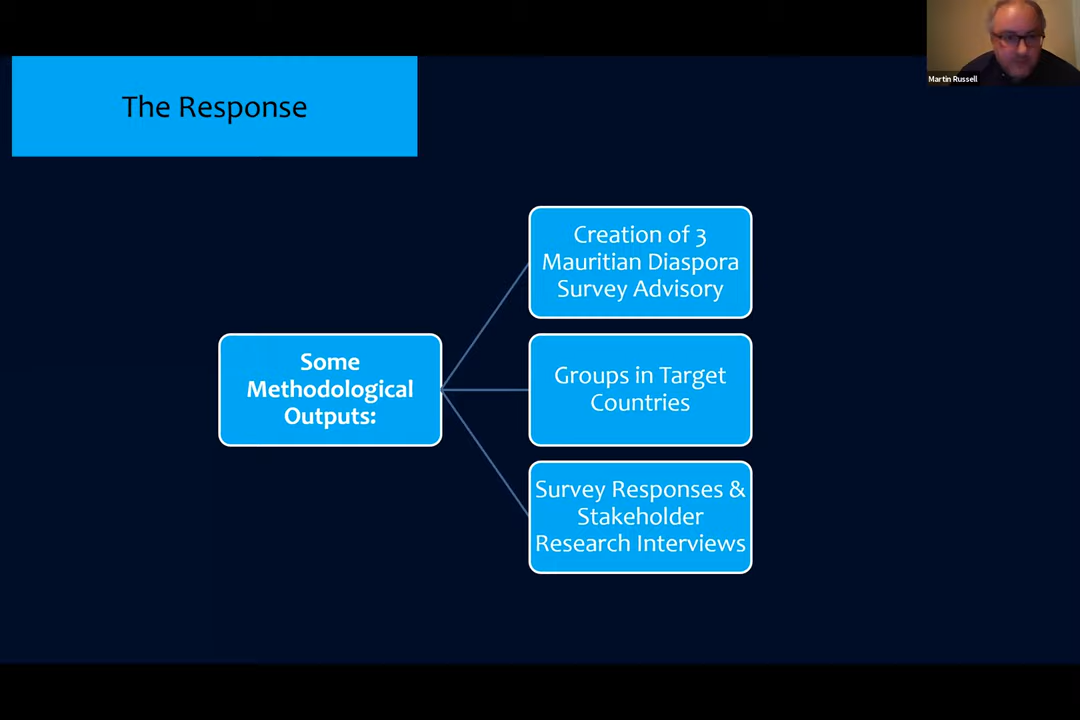 The Response
Martin Russell
Some
Methodological
Outputs:
Creation of 3
Mauritian Diaspora
Survey Advisory
Groups in Target
Countries
Survey Responses &
Stakeholder
Research Interviews